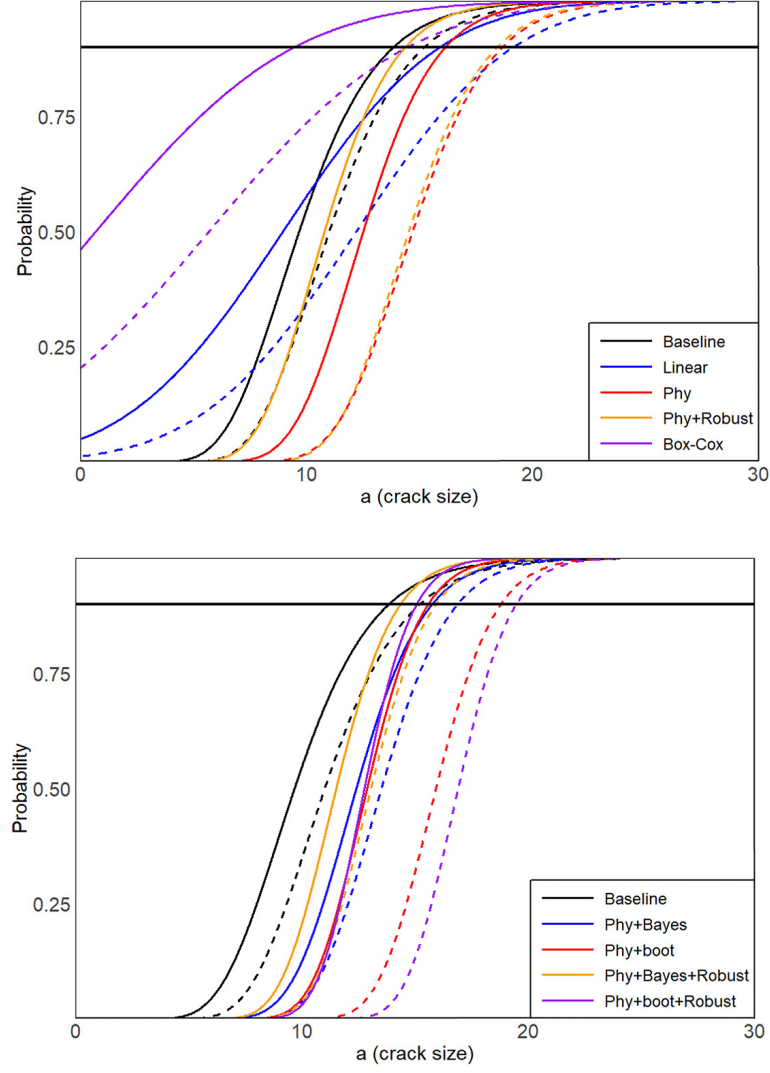 Probability
0.75
0.50
0.25
0
10
20
30
a (crack size)
Baseline
Linear
Phy
Phy+Robust
Box-Cox
Probability
0.75
0.50
0.25
0
10
20
30
a (crack size)
Baseline
Phy+Bayes
Phy+boot
Phy+Bayes+Robust
Phy+boot+Robust